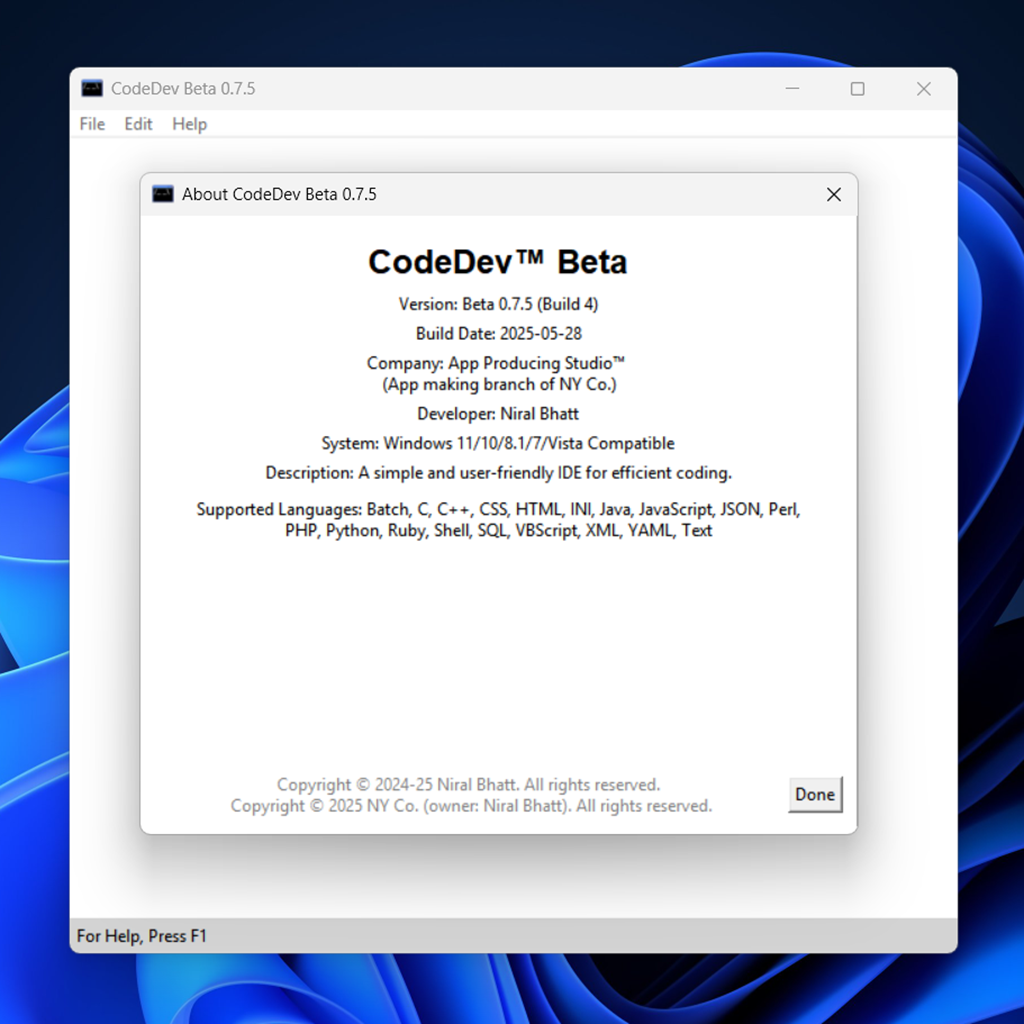 CodeDev Beta 0.7.5
File Edit Help
About CodeDev Beta 0.7.5
CodeDev™ Beta
Version: Beta 0.7.5 (Build 4)
Build Date: 2025-05-28
Company: App Producing Studio™
(App making branch of NY Co.)
Developer: Niral Bhatt
System: Windows 11/10/8.1/7/Vista Compatible
Description: A simple and user-friendly IDE for efficient coding.
Supported Languages: Batch, C, C++, CSS, HTML, INI, Java, JavaScript, JSON, Perl,
PHP, Python, Ruby, Shell, SQL, VBScript, XML, YAML, Text
Copyright © 2024-25 Niral Bhatt. All rights reserved.
Copyright © 2025 NY Co. (owner: Niral Bhatt). All rights reserved.
Done
For Help, Press F1